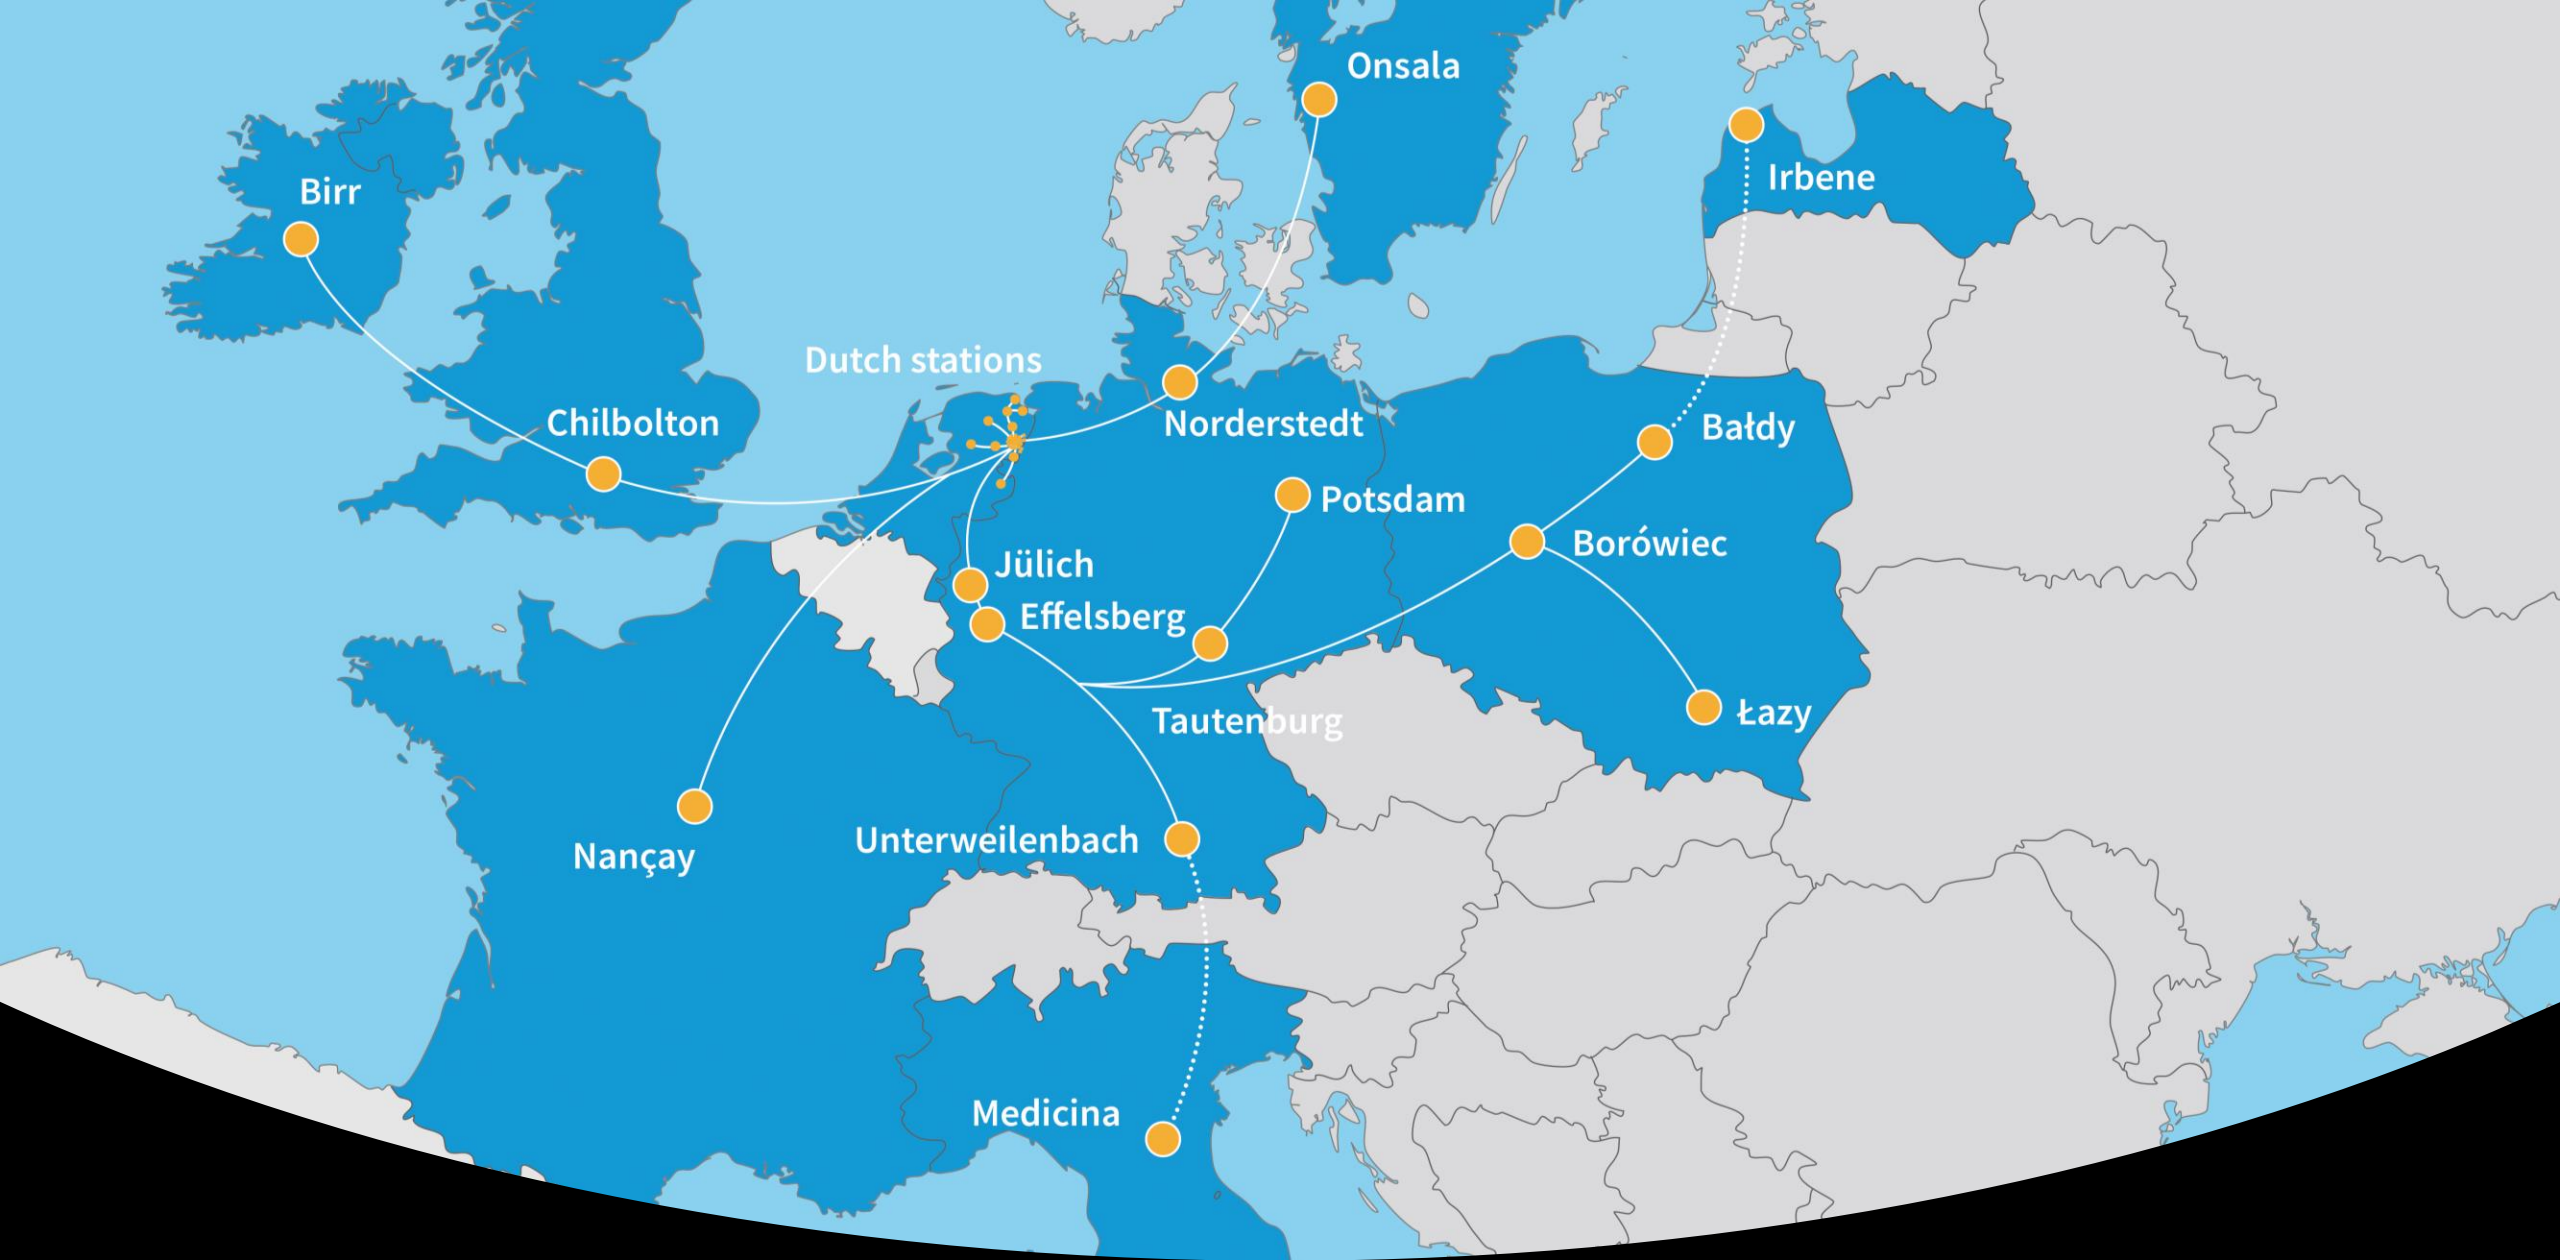 Onsala
Irbene
Birr
Dutch stations
Chilbolton
Norderstedt
Bałdy
Potsdam
Borówiec
Jülich
Effelsberg
Tautenburg
Łazy
Unterweilenbach
Nançay
Medicina